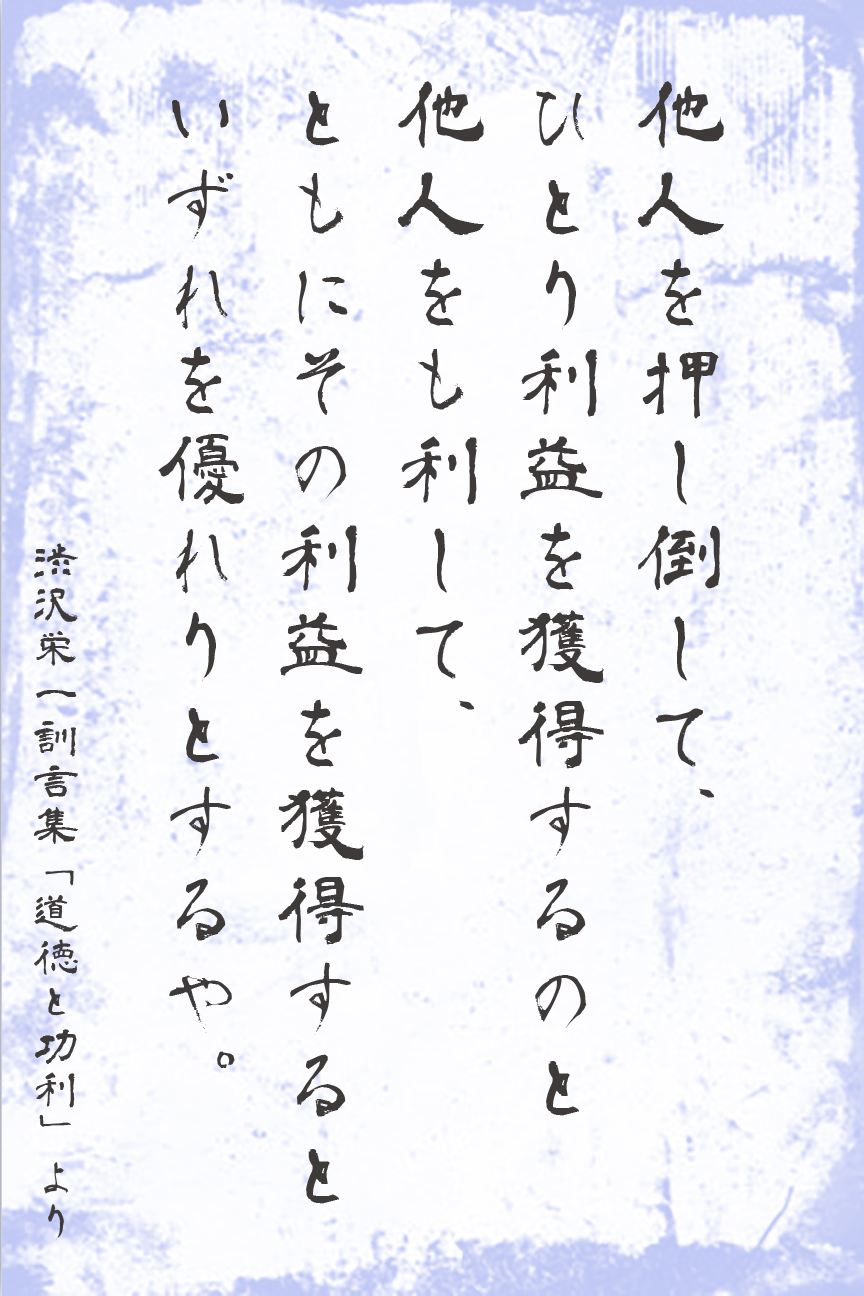 他人を押し倒して、
ひとり利益を獲得するのと
他人をも利して、
ともにその利益を獲得すると
いずれを優れりとするや。
渋沢栄一訓言集「道徳と功利」より